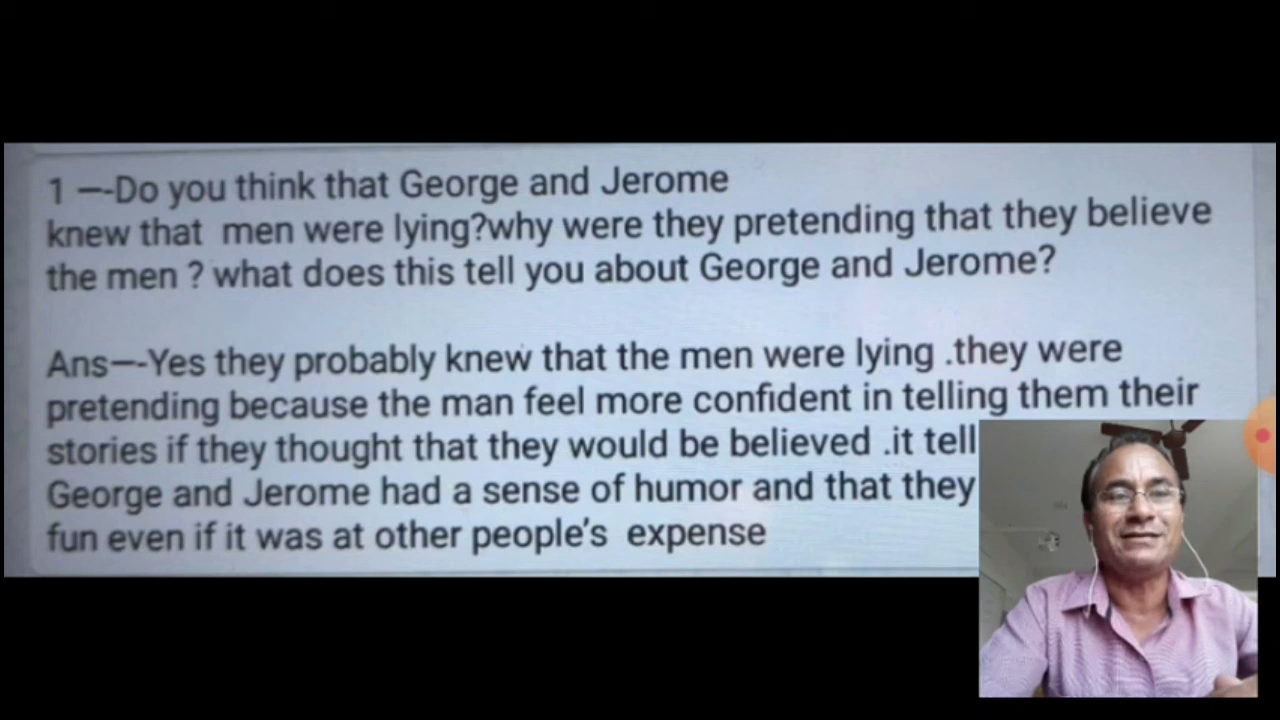 1 —-Do you think that George and Jerome
knew that men were lying?why were they pretending that they believe
the men ? what does this tell you about George and Jerome?
Ans—-Yes they probably knew that the men were lying .they were
pretending because the man feel more confident in telling them their
stories if they thought that they would be believed .it tell
George and Jerome had a sense of humor and that they
fun even if it was at other people's expense